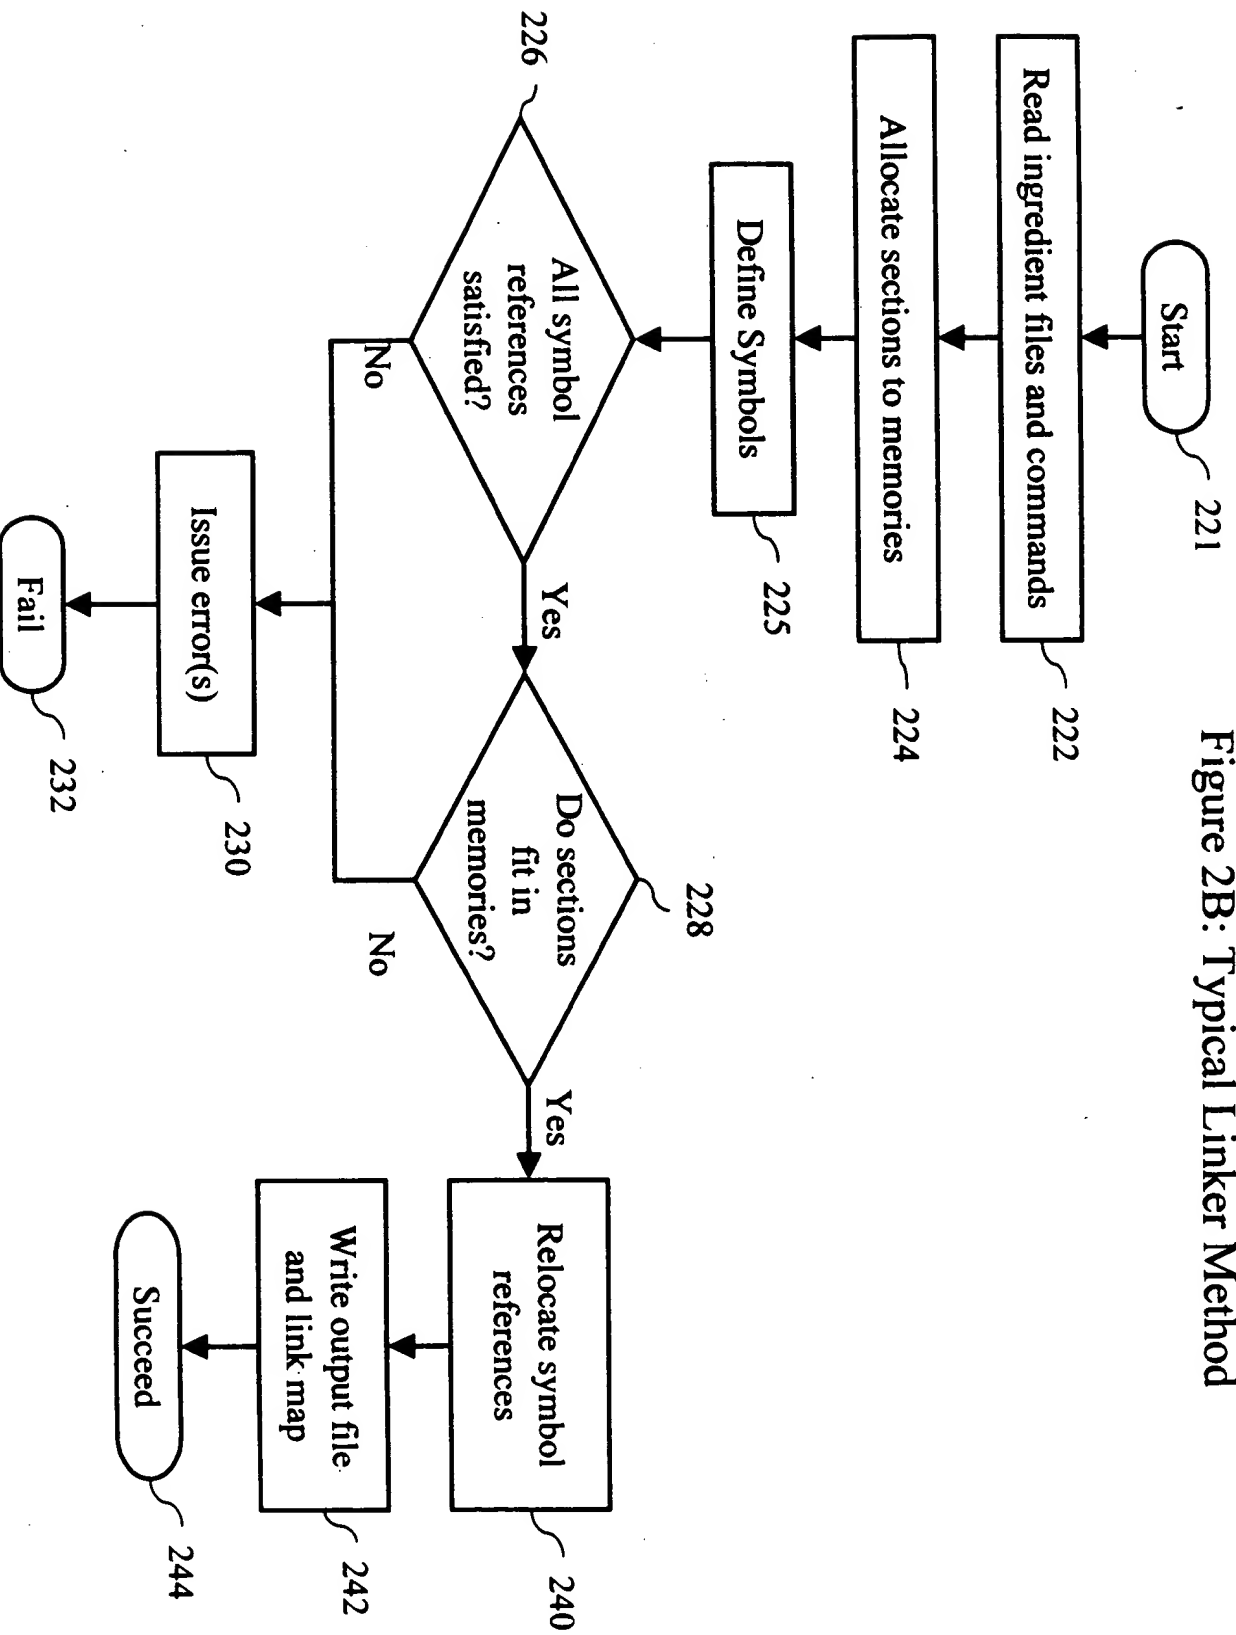 Figure 2B: Typical Linker Method
Start
221
Read ingredient files and commands
222
Allocate sections to memories
224
Define Symbols
225
226
All symbol
references
satisfied?
Yes
No
228
Do sections
fit in
memories?
Yes
No
Relocate symbol
references
240
Issue error(s)
230
Write output file
and link map
242
Fail
232
Succeed
244